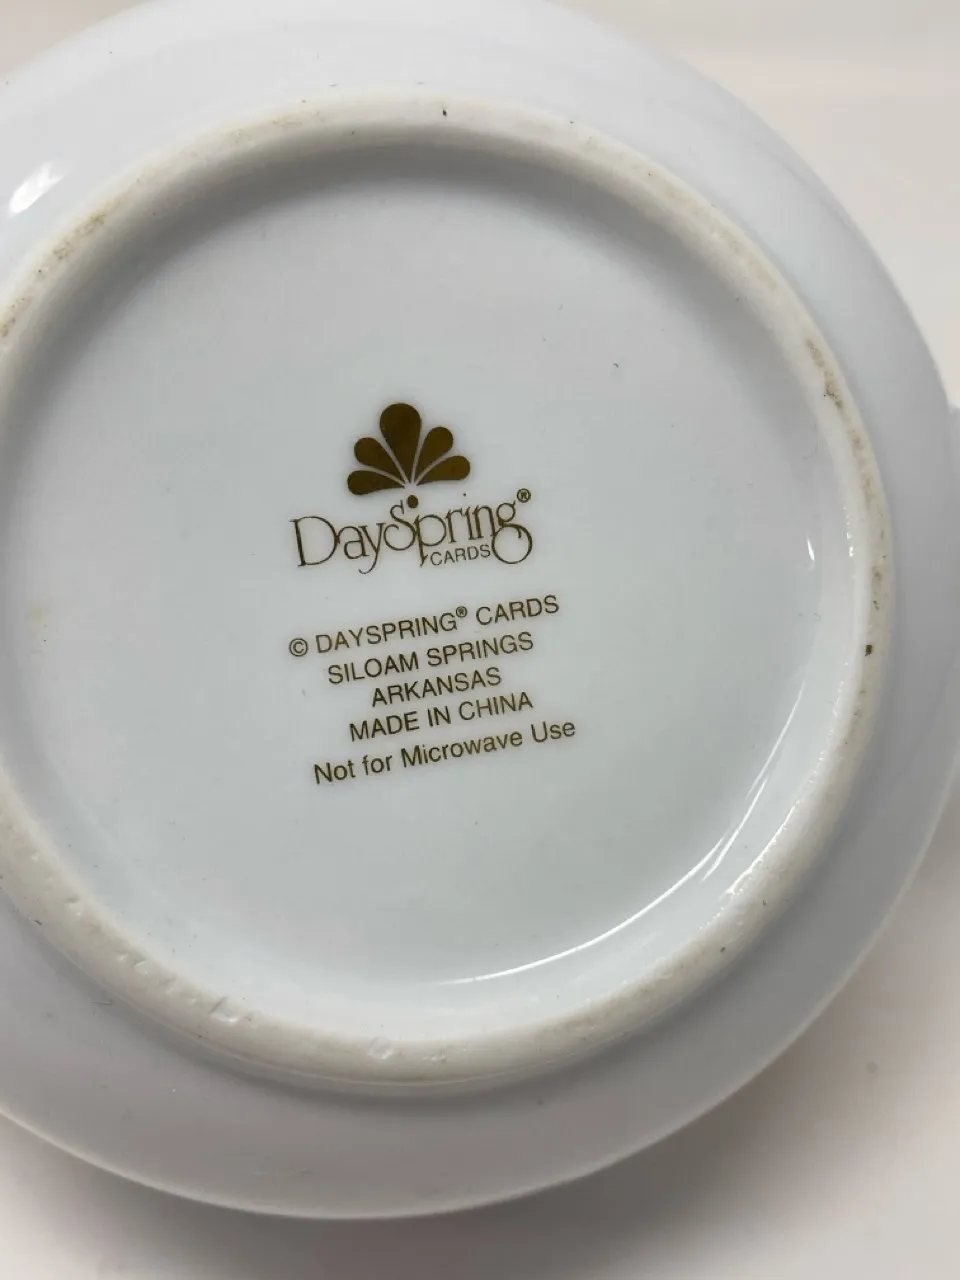 DaySpring®
CARDS
© DAYSPRING® CARDS
SILOAM SPRINGS
ARKANSAS
MADE IN CHINA
Not for Microwave Use